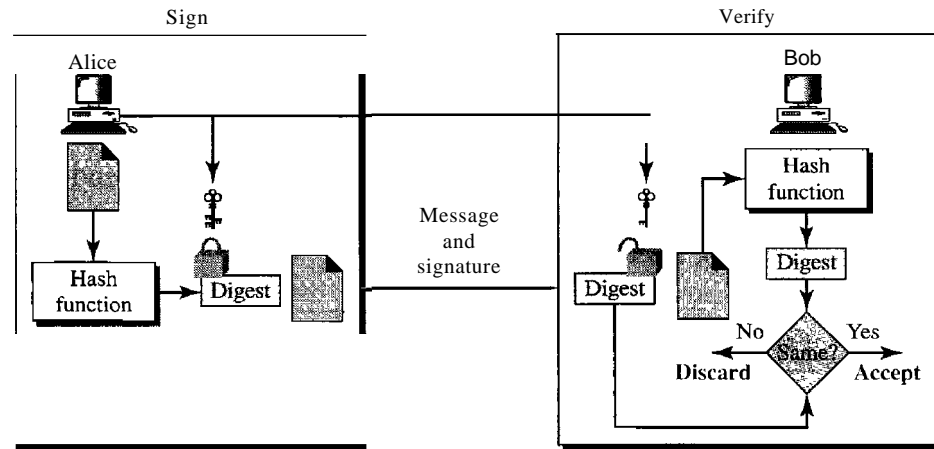 Sign
Verify
Alice
Bob
Hash
function
Digest
Message
and
signature
Digest
Hash
function
Digest
No
Yes
Same?
Discard
Accept